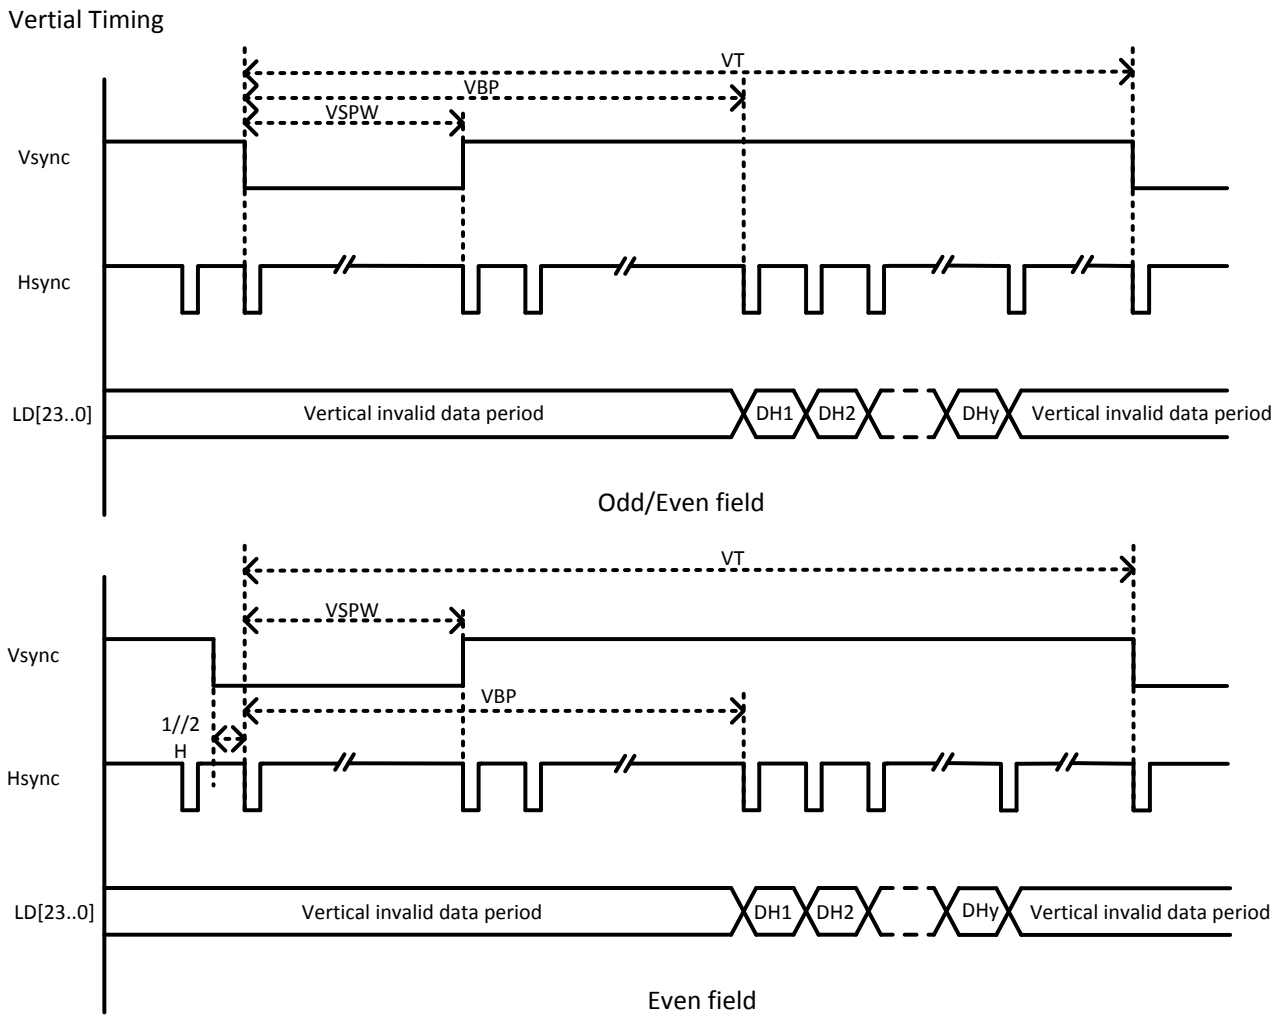 Vertial Timing
VT
VBP
VSPW
Vsync
Hsync
LD[23..0]
Vertical invalid data period
DH1
DH2
DHy
Vertical invalid data period
Odd/Even field
VT
VSPW
Vsync
VBP
1//2
H
Hsync
LD[23..0]
Vertical invalid data period
DH1
DH2
DHy
Vertical invalid data period
Even field